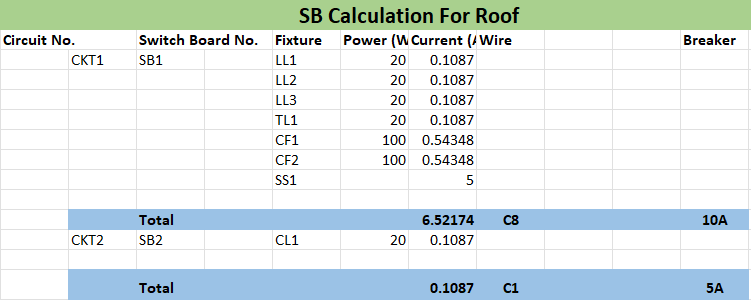 SB Calculation For Roof
Circuit No. Switch Board No. Fixture Power (W Current (A Wire Breaker
CKT1 SB1 LL1 20 0.1087
LL2 20 0.1087
LL3 20 0.1087
TL1 20 0.1087
CF1 100 0.54348
CF2 100 0.54348
SS1 5
Total 6.52174 C8 10A
CKT2 SB2 CL1 20 0.1087
Total 0.1087 C1 5A